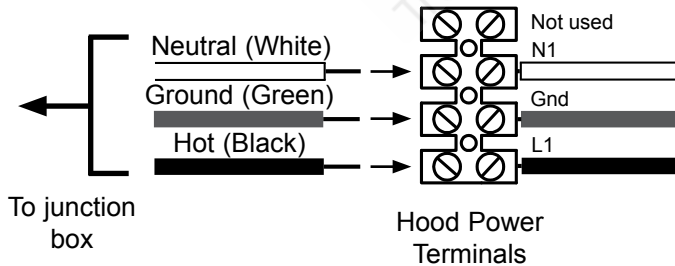 Not used
Neutral (White)
N1
Ground (Green)
Gnd
Hot (Black)
L1
To junction
box
Hood Power
Terminals